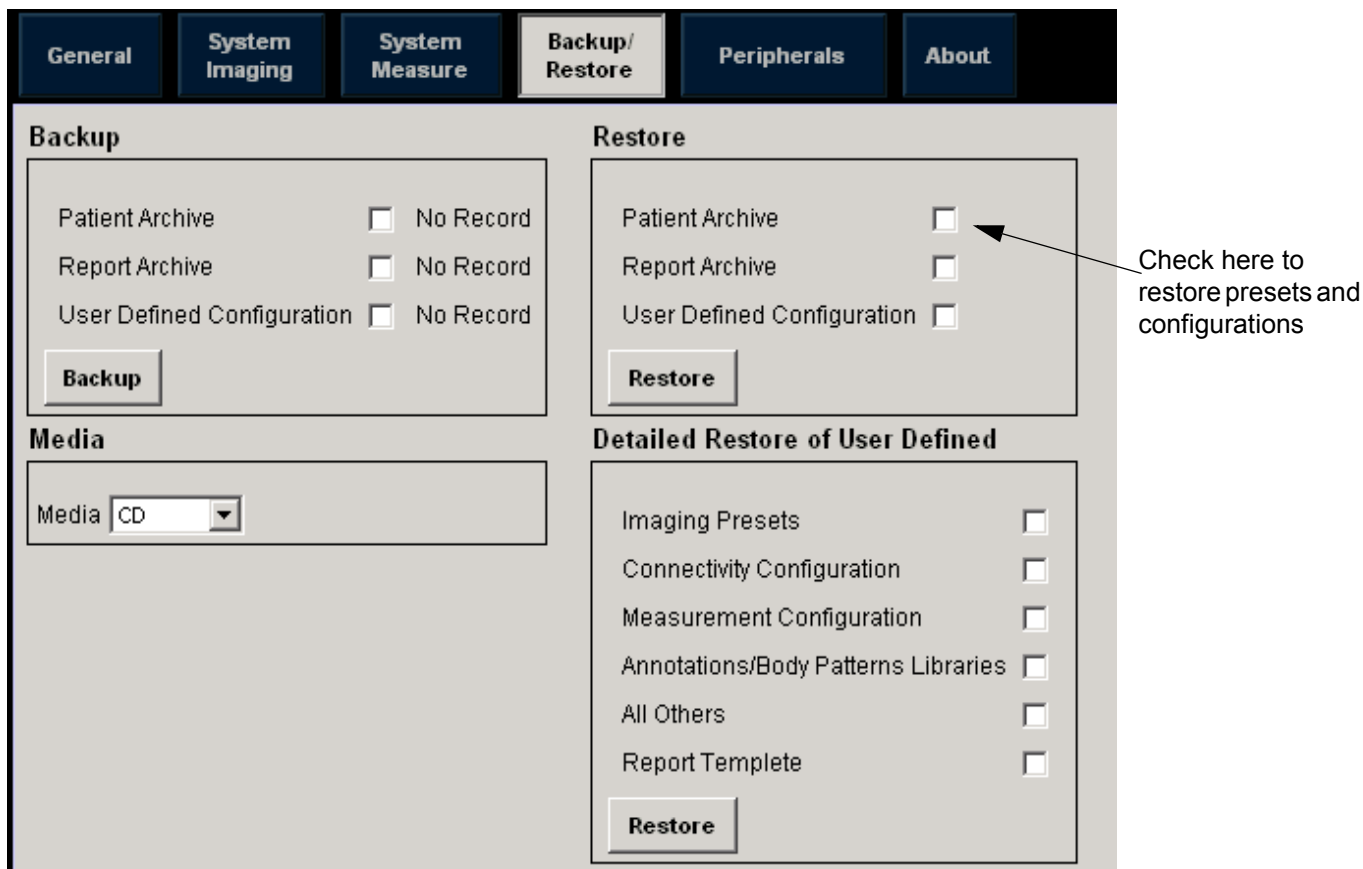 General
System
Imaging
System
Measure
Backup/
Restore
Peripherals
About
Backup
Patient Archive No Record
Report Archive No Record
User Defined Configuration No Record
Backup
Media
Media CD
Restore
Patient Archive
Report Archive
User Defined Configuration
Restore
Check here to
restore presets and
configurations
Detailed Restore of User Defined
Imaging Presets
Connectivity Configuration
Measurement Configuration
Annotations/Body Patterns Libraries
All Others
Report Templete
Restore